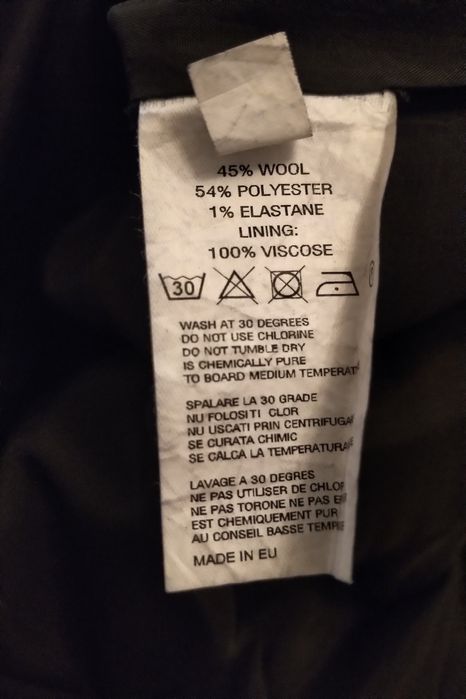 45% WOOL
54% POLYESTER
1% ELASTANE
LINING:
100% VISCOSE
30
WASH AT 30 DEGREES
DO NOT USE CHLORINE
DO NOT TUMBLE DRY
IS CHEMICALLY PURE
TO BOARD MEDIUM TEMPERAT
SPALARE LA 30 GRADE
NU FOLOSITI CLOR
NU USCATI PRIN CENTRIFUGA
SE CURATA CHIMIC
SE CALCA LA TEMPERATURA
LAVAGE A 30 DEGRES
NE PAS UTILISER DE CHLOR
NE PAS TORONE NE PAS
EST CHEMIQUEMENT PUR
AU CONSEIL BASSE TEMPE
MADE IN EU